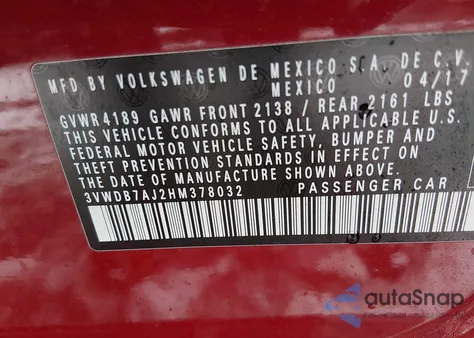 MFD BY VOLKSWAGEN DE MEXICO S.A. DE C.V.
MEXICO 04/17
GVWR 4189 GAWR FRONT 2138 / REAR 2161 LBS
THIS VEHICLE CONFORMS TO ALL APPLICABLE U.S.
FEDERAL MOTOR VEHICLE SAFETY, BUMPER AND
THEFT PREVENTION STANDARDS IN EFFECT ON
THE DATE OF MANUFACTURE SHOWN ABOVE.
3VWDB7AJ2HM378032 PASSENGER CAR
autaSnap